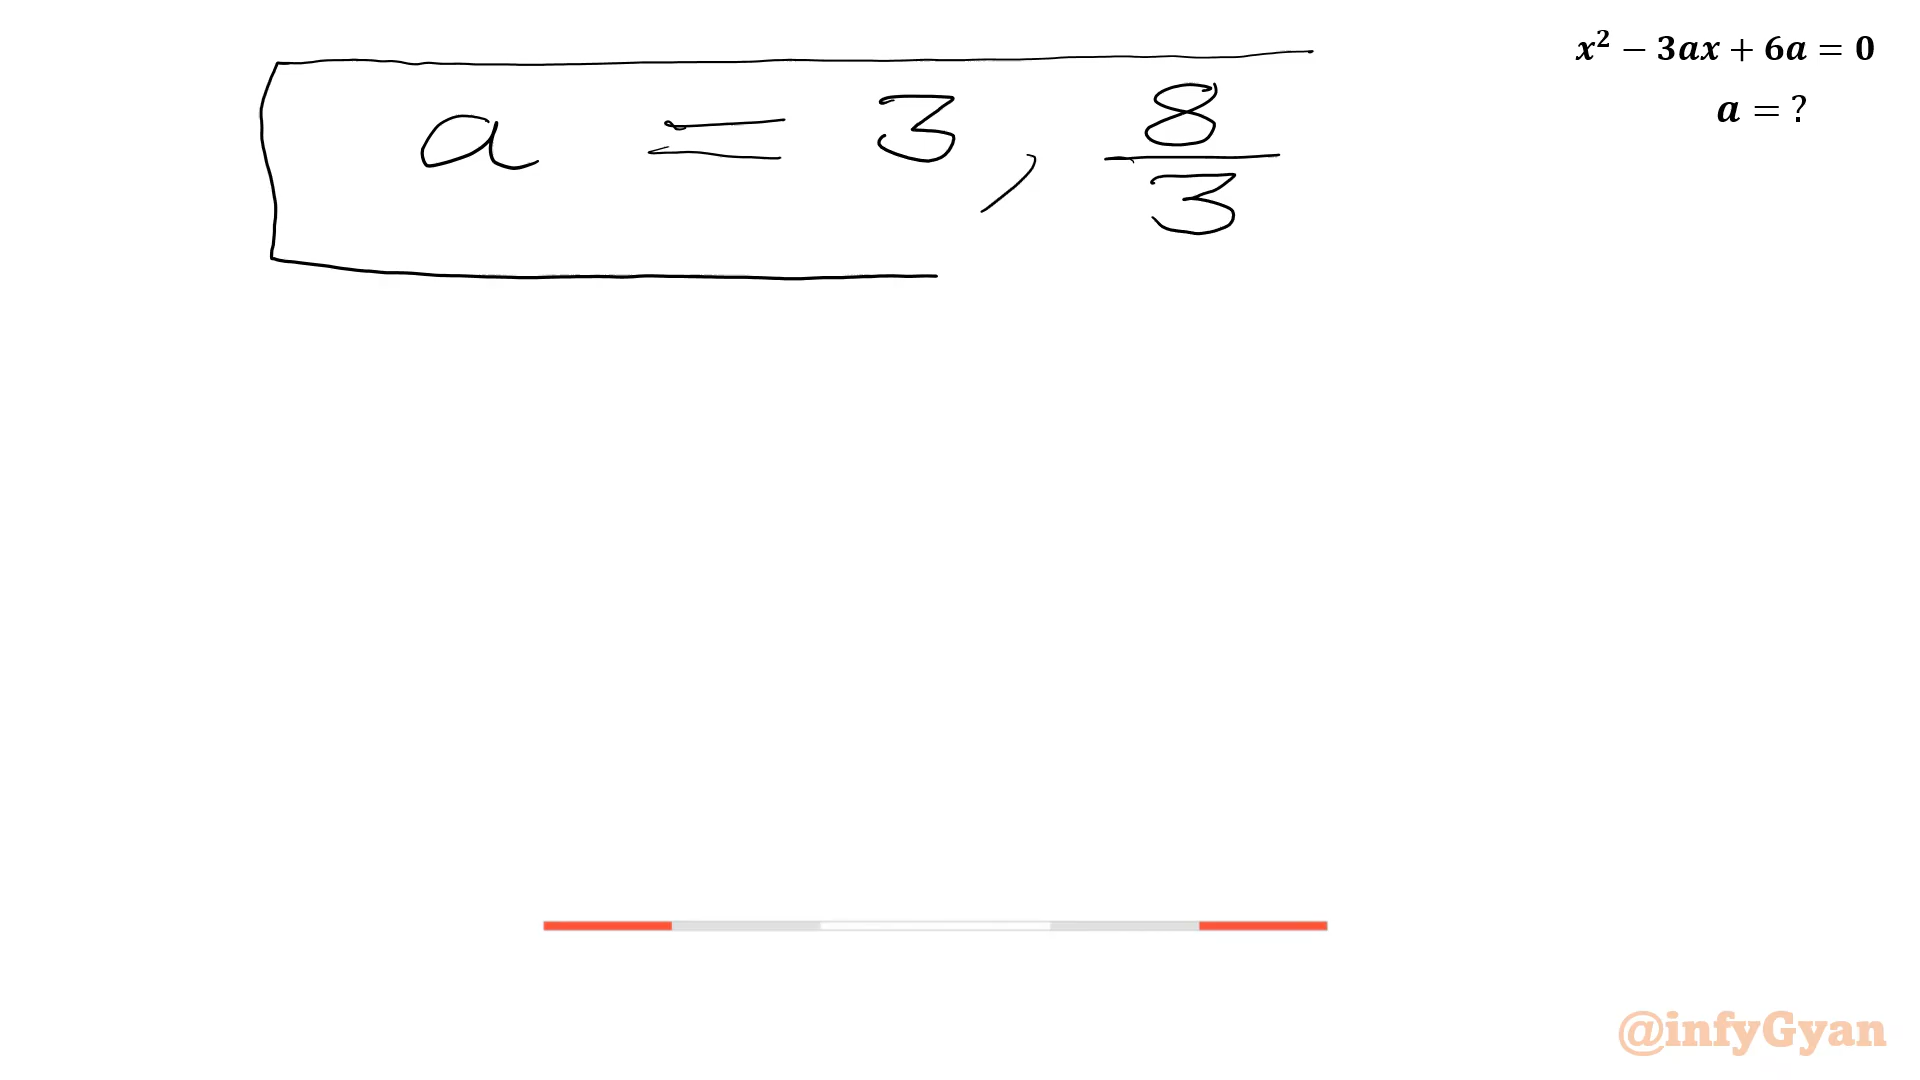 x² − 3ax + 6a = 0
a = ?
a = 3, 8/3
@infyGyan